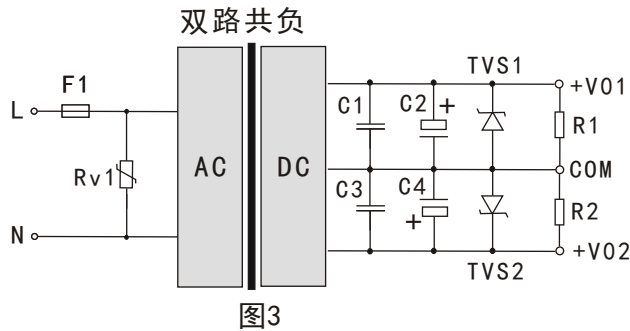 双路共负
F1
L
Rv1
N
AC
DC
C1
C2
+
TVS1
+VO1
R1
COM
C3
C4
+
R2
+VO2
TVS2
图3